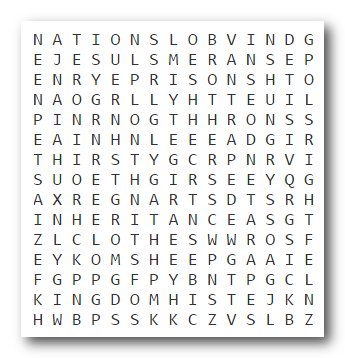 N A T I O N S L O B V I N D G
E J E S U L S M E R A N S E P
E N R Y E P R I S O N S H T O
N A O G R L L Y H T T E U I L
P I N R N O G T H H R O N S S
E A I N H N L E E E A D G I R
T H I R S T Y G C R P N R V I
S U O E T H G I R S E E Y Q G
A X R E G N A R T S D T S R H
I N H E R I T A N C E A S G T
Z L C L O T H E S W W R O S F
E Y K O M S H E E P G A A I E
F G P P G F P Y B N T P G C L
K I N G D O M H I S T E J K N
H W B P S S K K C Z V S L B Z